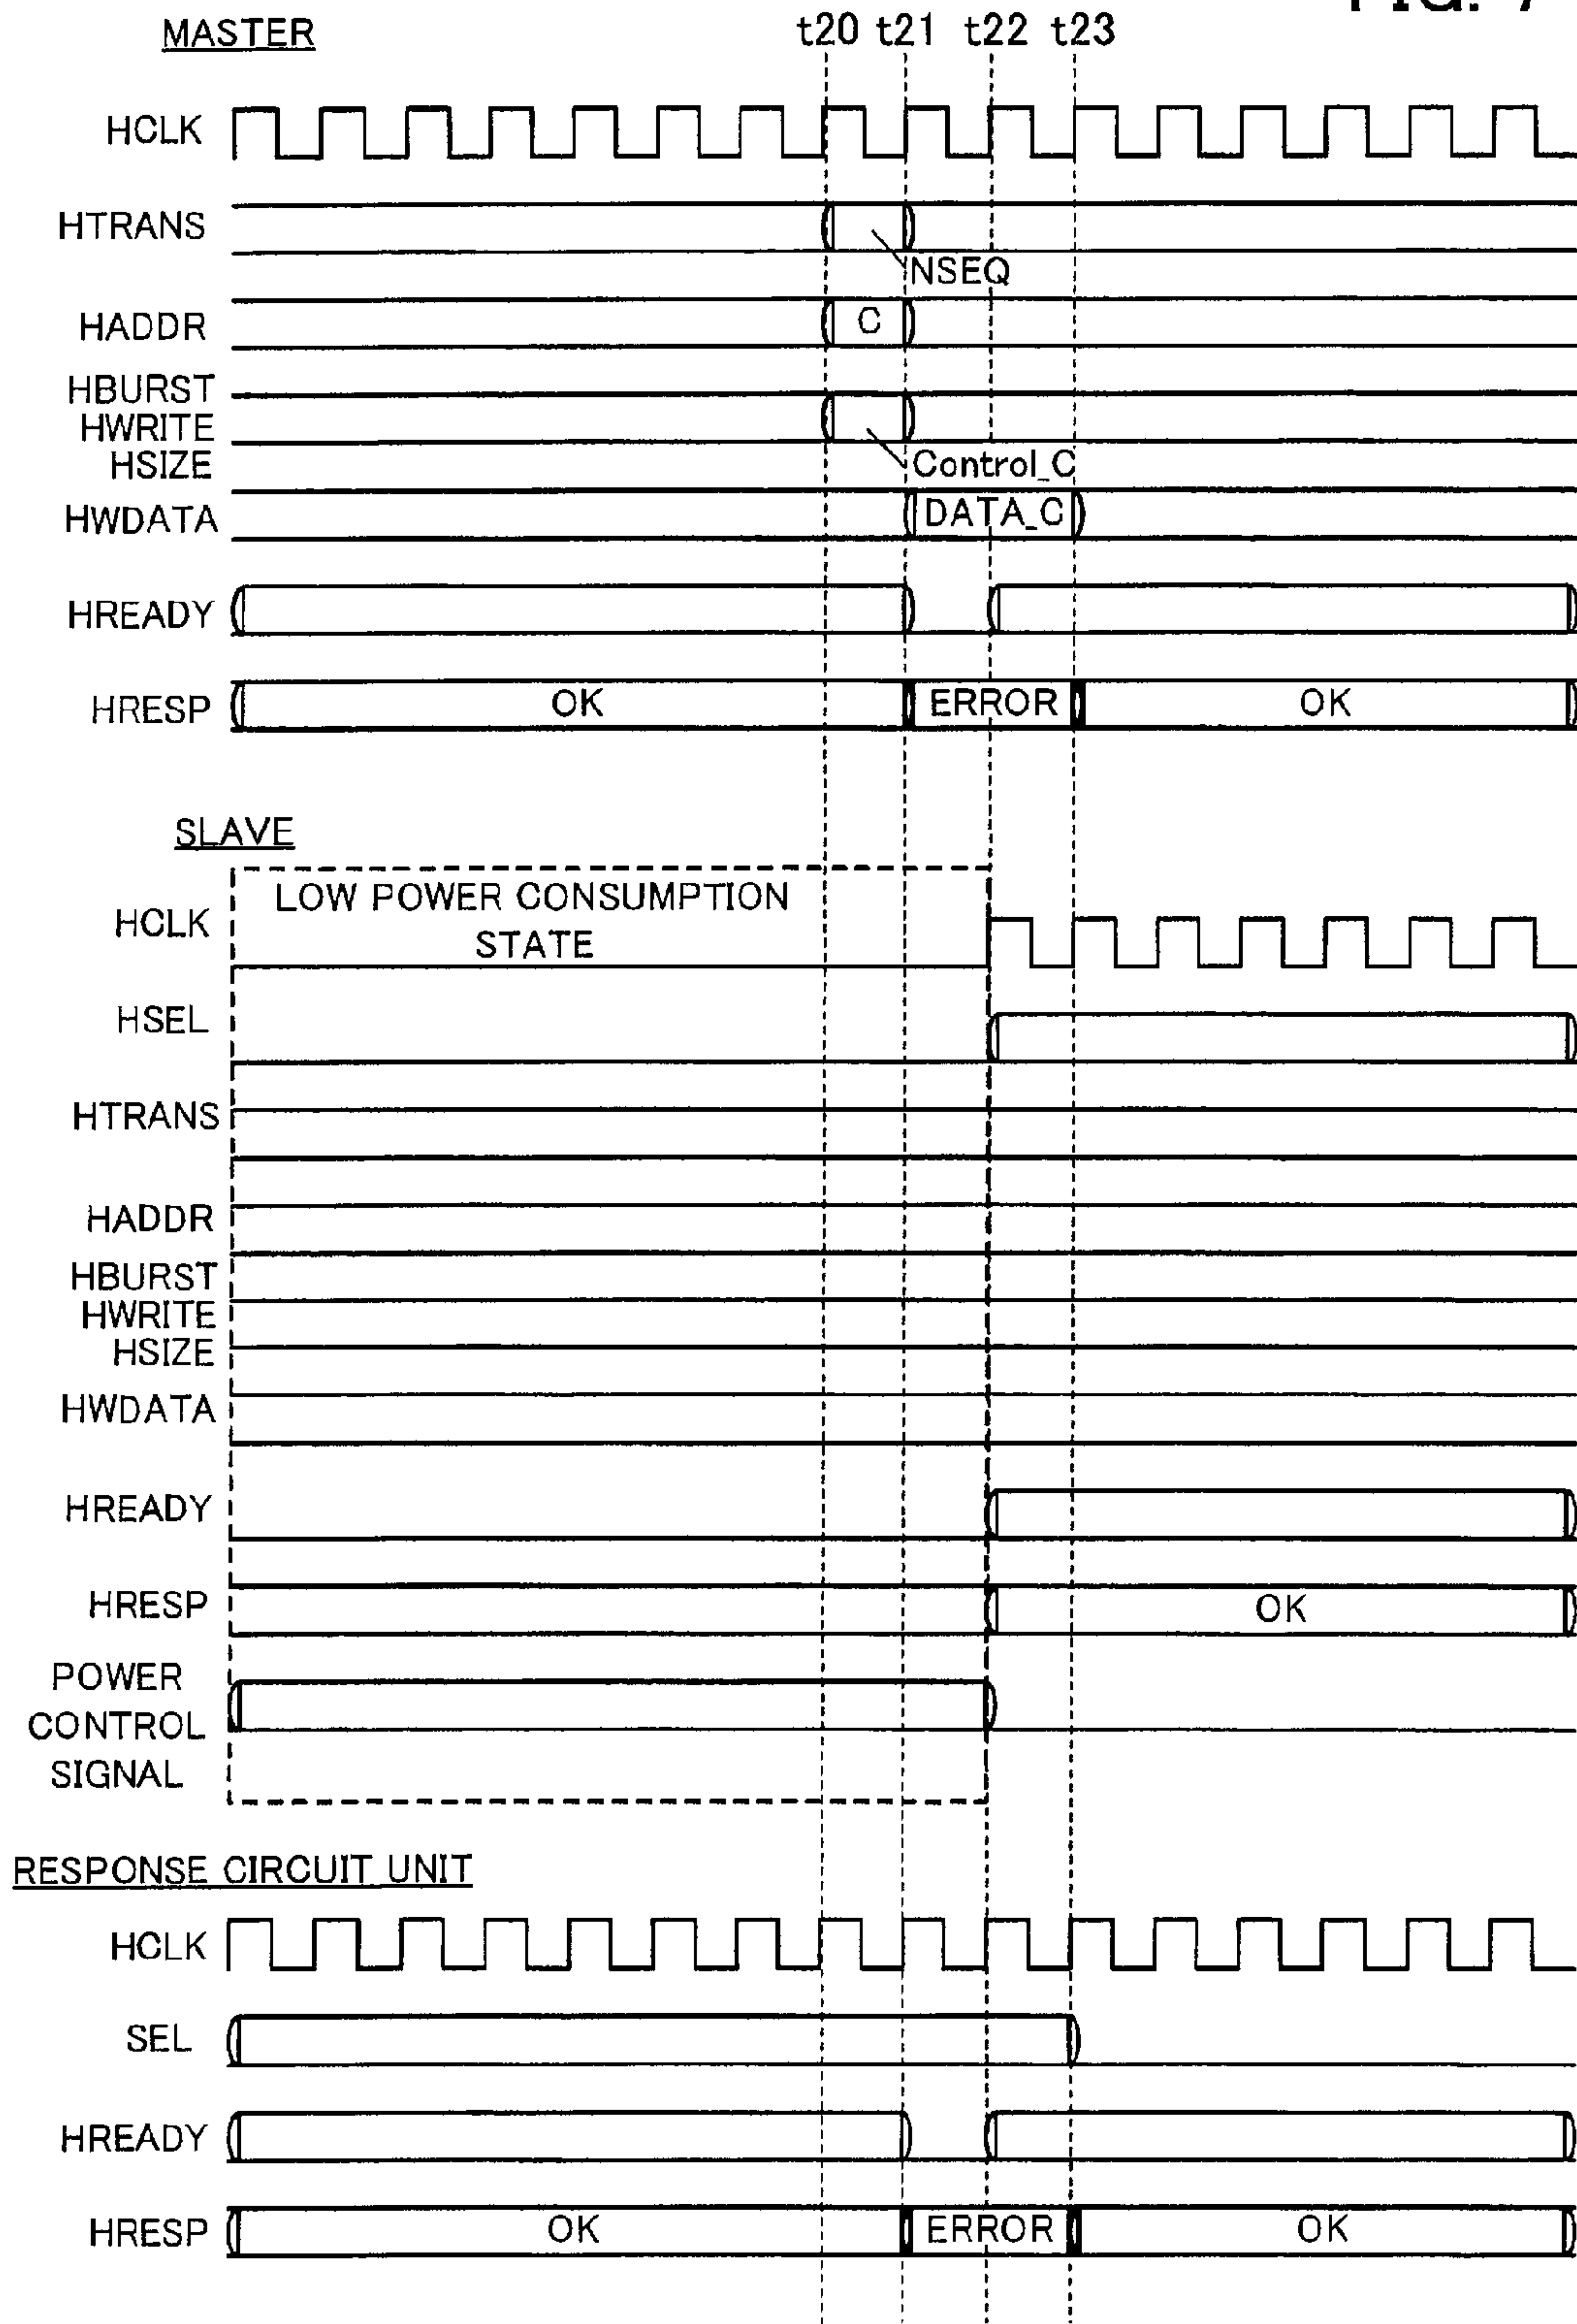 FIG. 7
MASTER
t20 t21 t22 t23
HCLK
HTRANS
NSEQ
HADDR
C
HBURST
HWRITE
HSIZE
Control_C
HWDATA
DATA_C
HREADY
HRESP
OK
ERROR
OK
SLAVE
LOW POWER CONSUMPTION
STATE
HCLK
HSEL
HTRANS
HADDR
HBURST
HWRITE
HSIZE
HWDATA
HREADY
HRESP
OK
POWER
CONTROL
SIGNAL
RESPONSE CIRCUIT UNIT
HCLK
SEL
HREADY
HRESP
OK
ERROR
OK